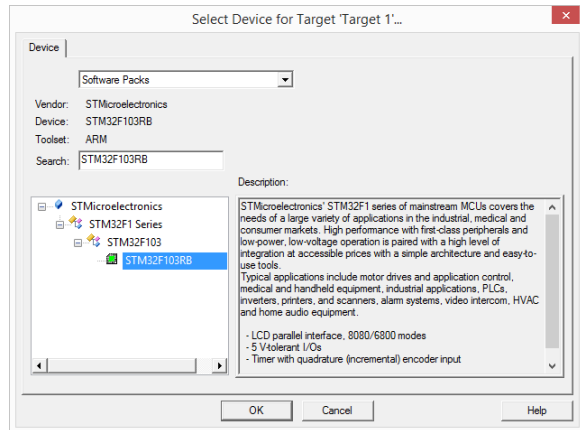 Select Device for Target 'Target 1'...
Device
Software Packs
Vendor: STMicroelectronics
Device: STM32F103RB
Toolset: ARM
Search: STM32F103RB
Description:
STMicroelectronics
STM32F1 Series
STM32F103
STM32F103RB
STMicroelectronics' STM32F1 series of mainstream MCUs covers the
needs of a large variety of applications in the industrial, medical and
consumer markets. High performance with first-class peripherals and
low-power, low-voltage operation is paired with a high level of
integration at accessible prices with a simple architecture and easy-to-
use tools.
Typical applications include motor drives and application control,
medical and handheld equipment, industrial applications, PLCs,
inverters, printers, and scanners, alarm systems, video intercom, HVAC
and home audio equipment.
- LCD parallel interface, 8080/6800 modes
- 5 V-tolerant I/Os
- Timer with quadrature (incremental) encoder input
OK
Cancel
Help